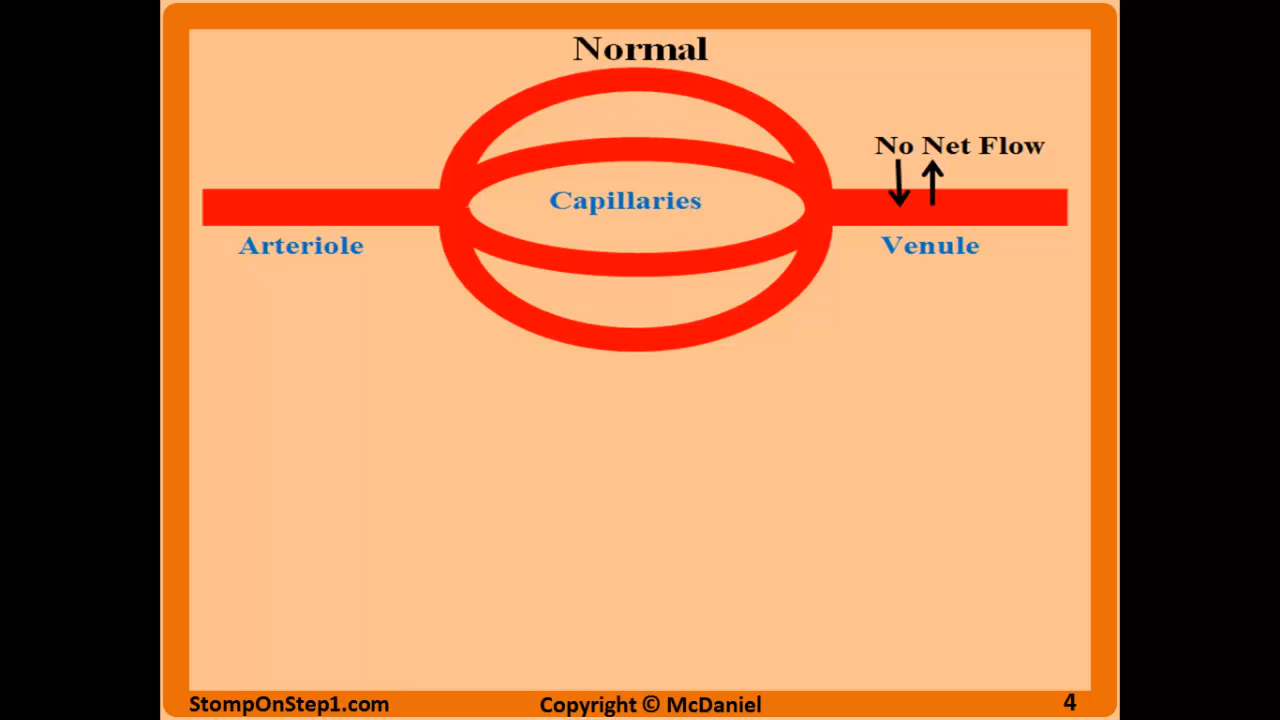 Normal
No Net Flow
Capillaries
Arteriole
Venule
StompOnStep1.com
Copyright © McDaniel
4